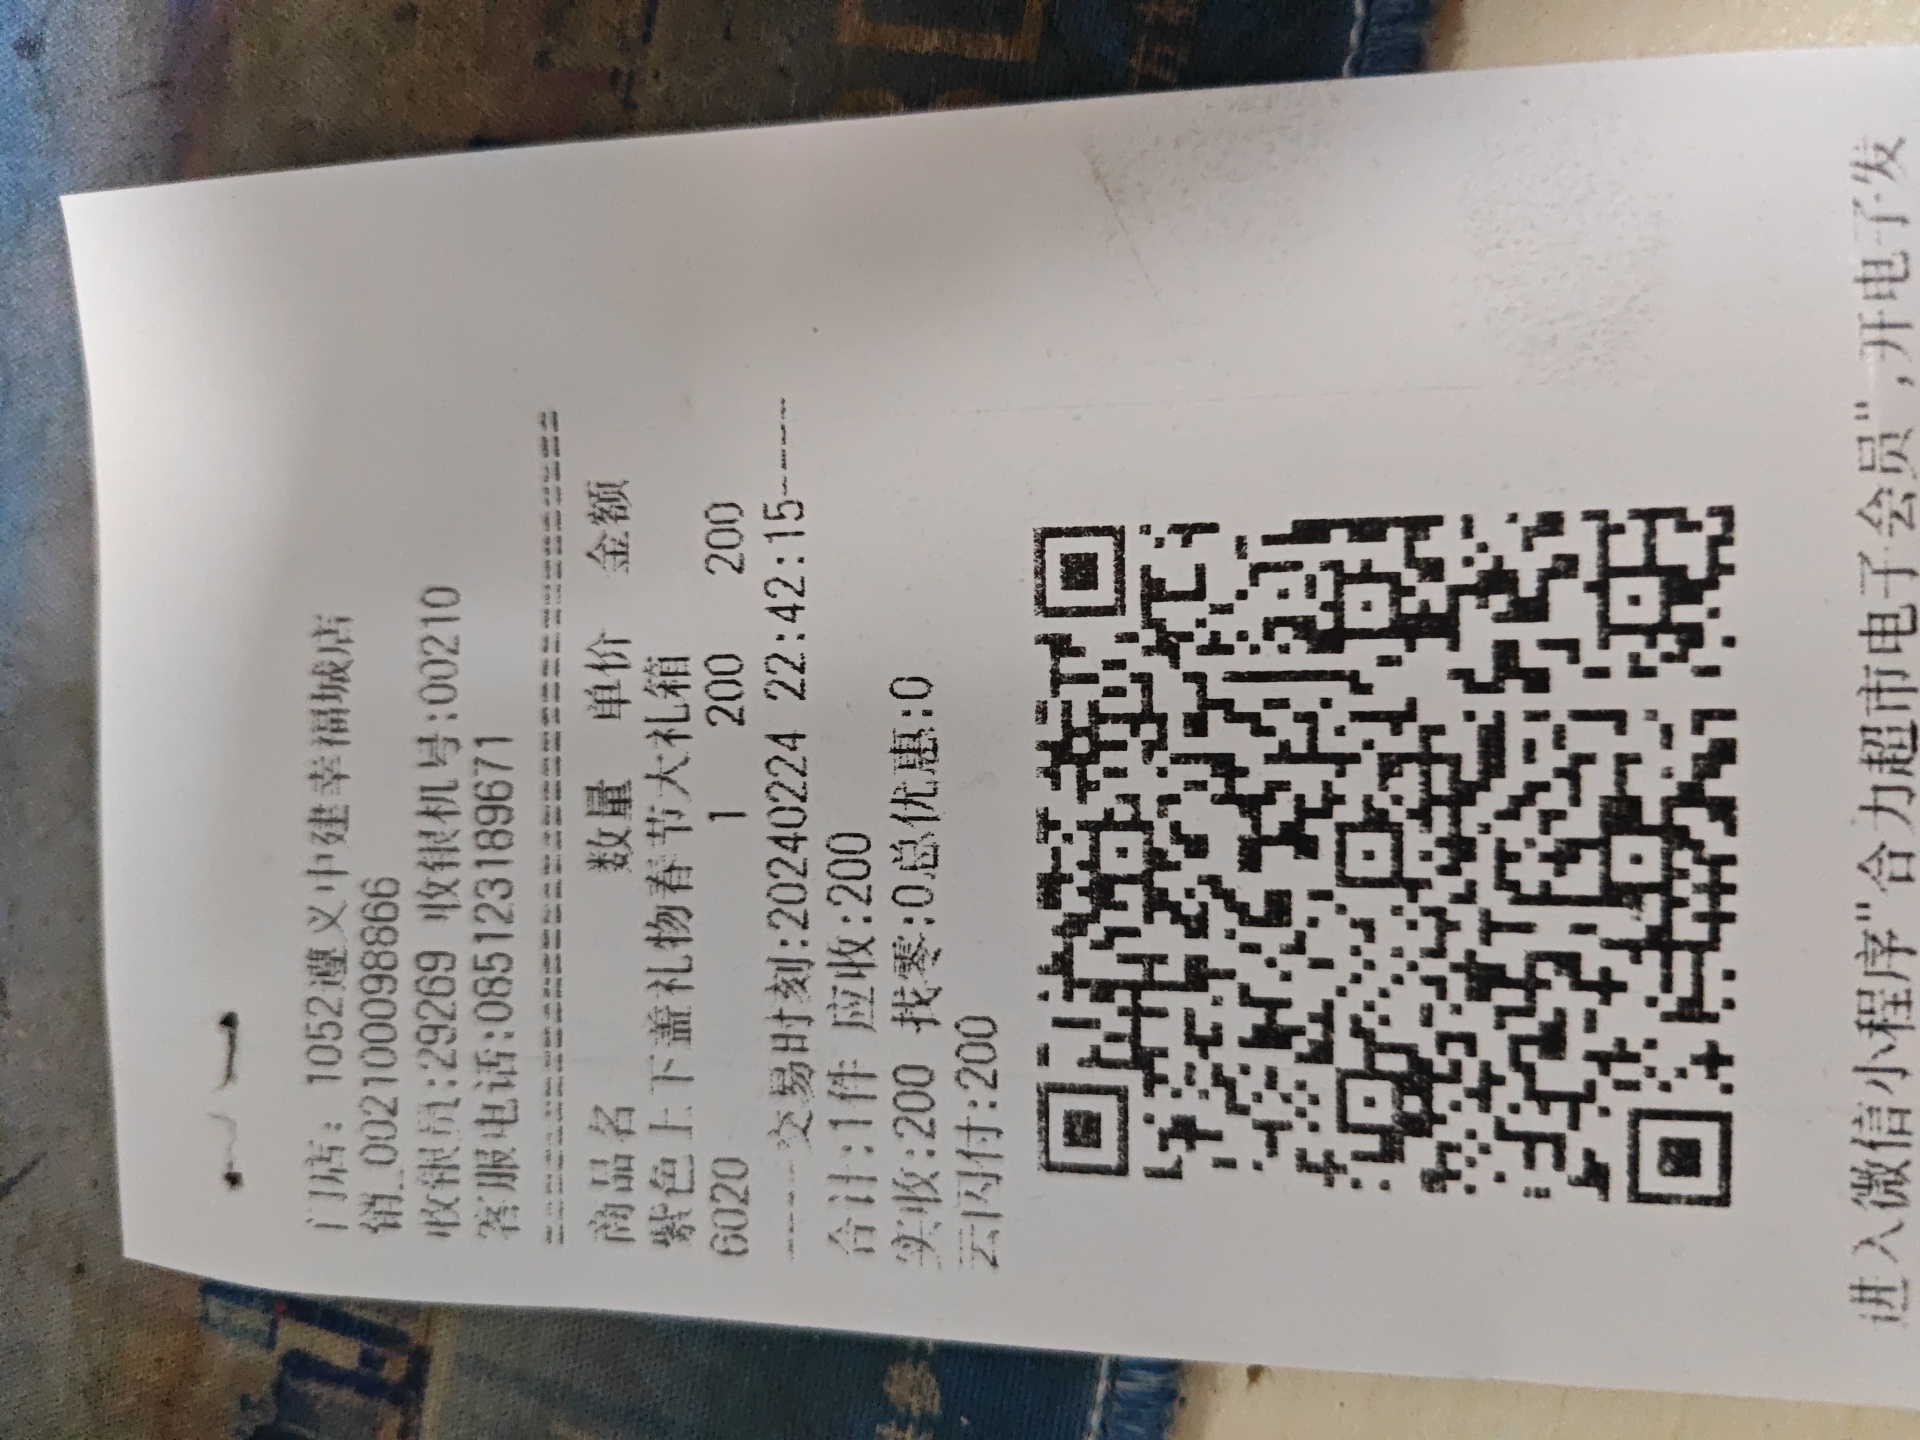 门店: 1052遵义中建幸福城店
销_0021000098866
收银员:29269 收银机号:00210
客服电话:085123189671
商品名 数量 单价 金额
紫色上下盖礼物春节大礼箱
6020 1 200 200
-----交易时刻:20240224 22:42:15-----
合计:1件 应收:200
实收:200 找零:0总优惠:0
云闪付:200
进入微信小程序"合力超市电子会员",开电子发